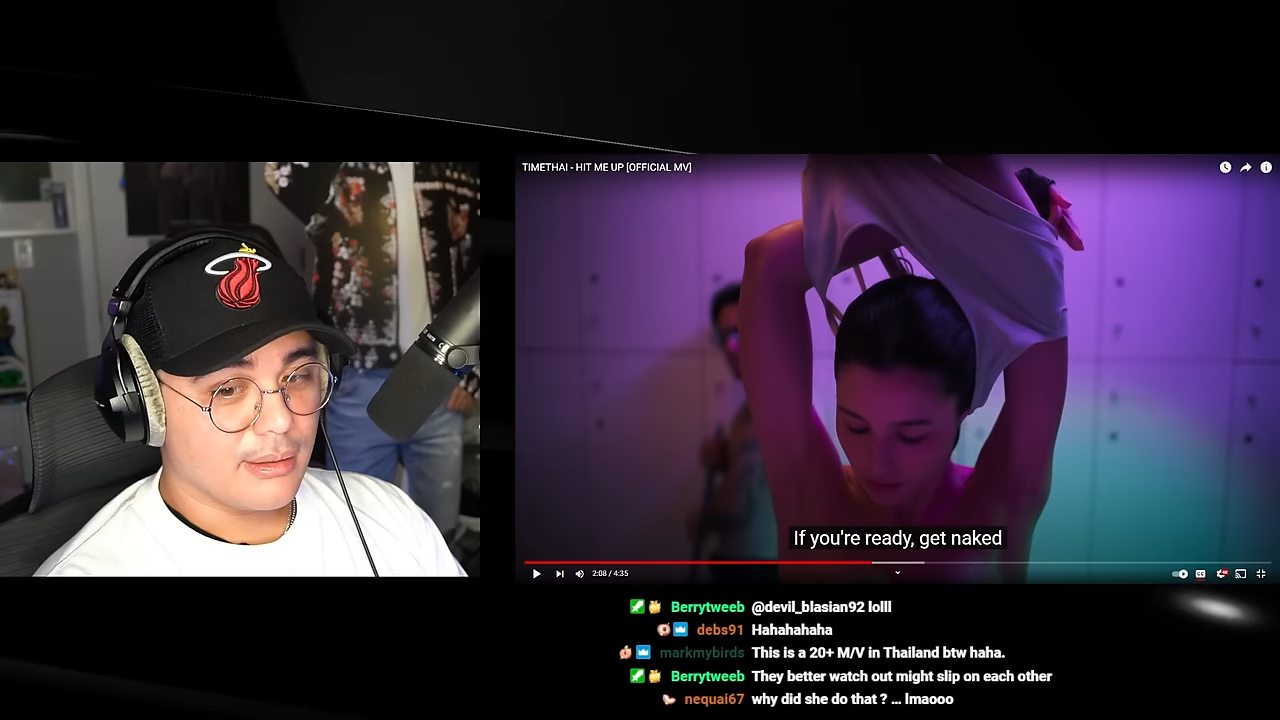 TIMETHAI - HIT ME UP [OFFICIAL MV]
If you're ready, get naked
2:08 / 4:35
Berrytweeb @devil_blasian92 lolll
debs91 Hahahahaha
markmybirds This is a 20+ M/V in Thailand btw haha.
Berrytweeb They better watch out might slip on each other
nequai67 why did she do that ? ... lmaooo